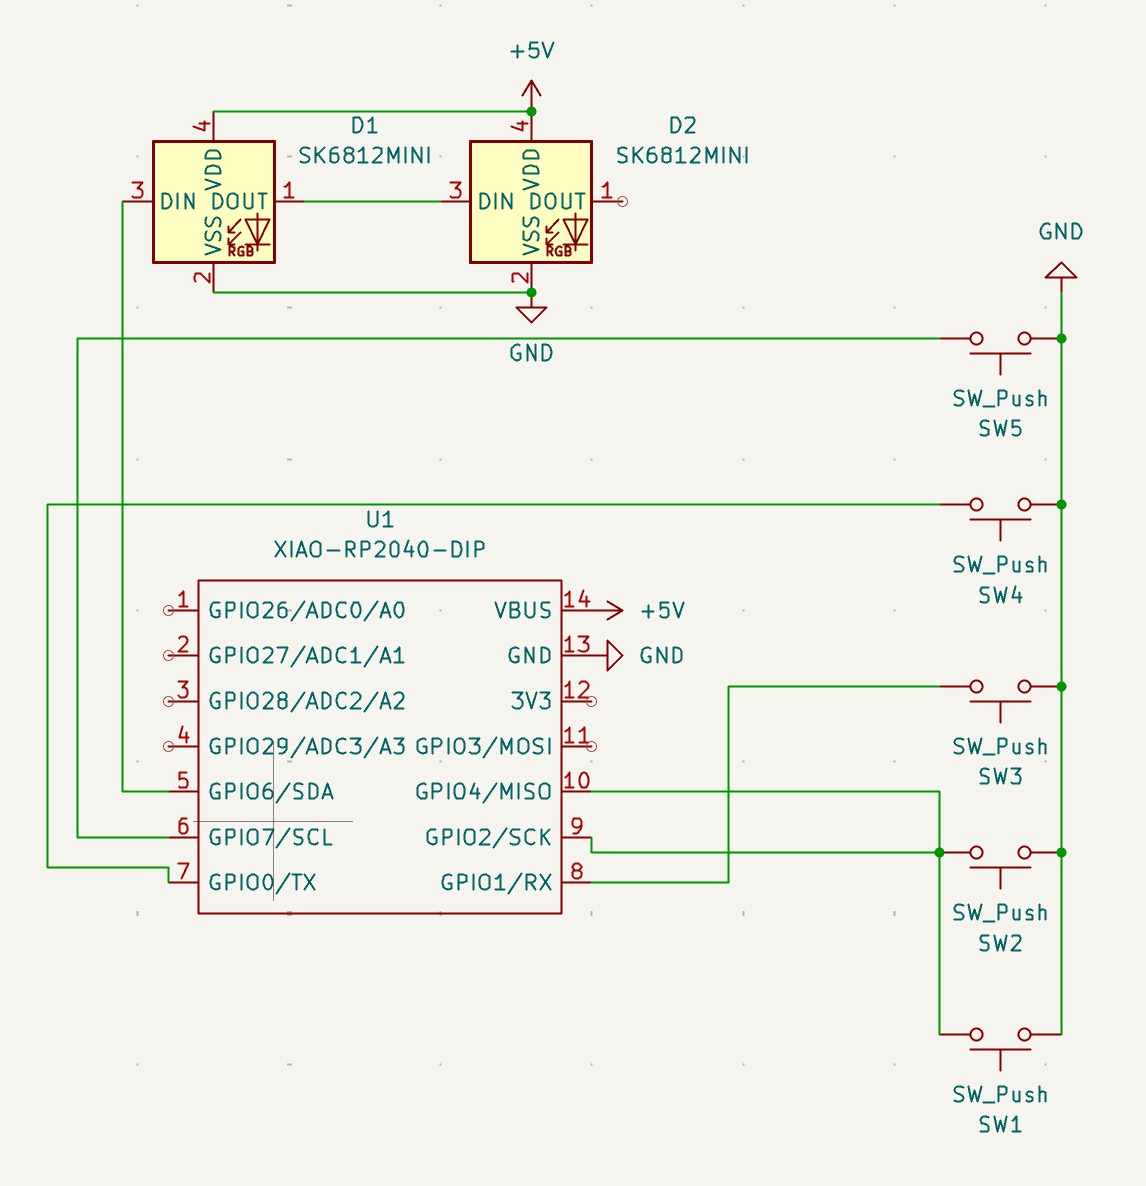 +5V
D1
SK6812MINI
D2
SK6812MINI
4
3
DIN
VDD
DOUT
1
VSS
RGB
2
4
3
DIN
VDD
DOUT
1
VSS
RGB
2
GND
GND
SW_Push
SW5
SW_Push
SW4
U1
XIAO-RP2040-DIP
1 GPIO26/ADC0/A0 VBUS 14 +5V
2 GPIO27/ADC1/A1 GND 13 GND
3 GPIO28/ADC2/A2 3V3 12
4 GPIO29/ADC3/A3 GPIO3/MOSI 11
5 GPIO6/SDA GPIO4/MISO 10
6 GPIO7/SCL GPIO2/SCK 9
7 GPIO0/TX GPIO1/RX 8
SW_Push
SW3
SW_Push
SW2
SW_Push
SW1